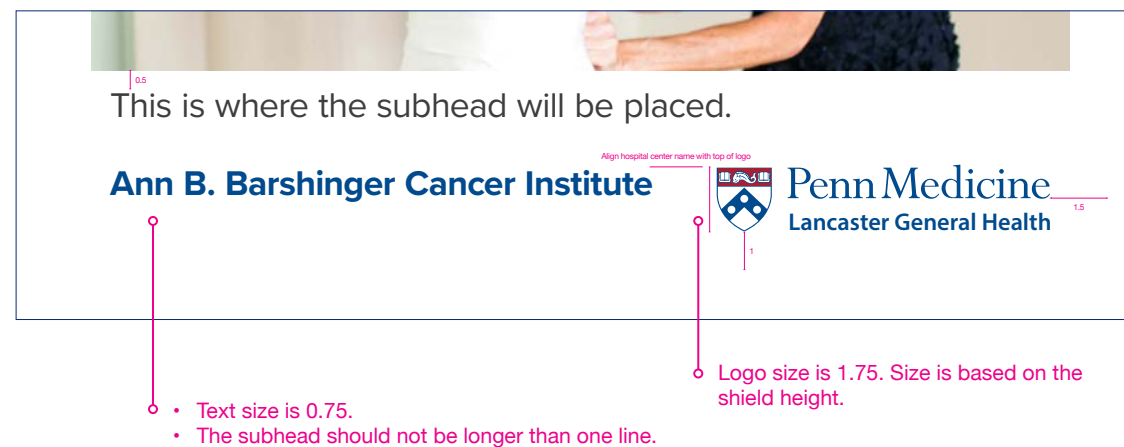 0.5
This is where the subhead will be placed.
Align hospital center name with top of logo
Ann B. Barshinger Cancer Institute
Penn Medicine
Lancaster General Health
1.5
1
Logo size is 1.75. Size is based on the
shield height.
• Text size is 0.75.
• The subhead should not be longer than one line.